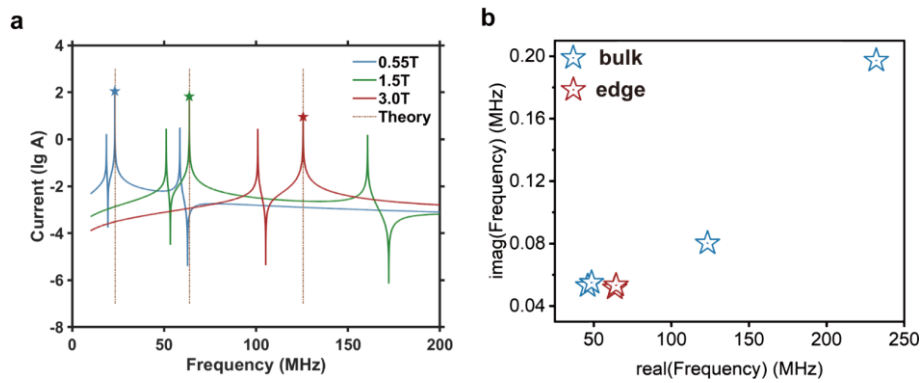 a
4
2
0
-2
-4
-6
-8
Current (lg A)
0.55T
1.5T
3.0T
Theory
0
50
100
150
200
Frequency (MHz)
b
0.20
0.16
0.12
0.08
0.04
imag(Frequency) (MHz)
bulk
edge
50
100
150
200
250
real(Frequency) (MHz)